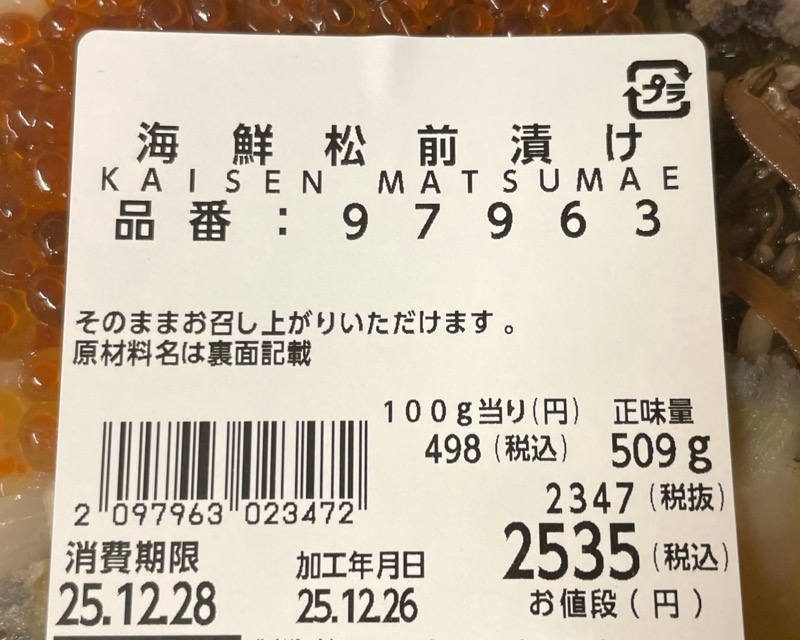 プラ
海鮮松前漬け
KAISEN MATSUMAE
品番：97963
そのままお召し上がりいただけます。
原材料名は裏面記載
100g当り(円) 正味量
498 (税込) 509g
2347 (税抜)
2535 (税込)
お値段(円)
2 097963 023472
消費期限 加工年月日
25.12.28 25.12.26